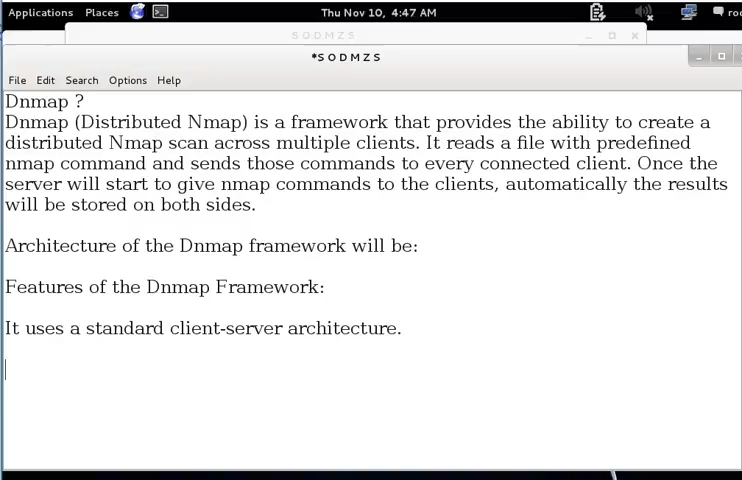 Applications Places Thu Nov 10, 4:47 AM
S O D M Z S
*S O D M Z S
File Edit Search Options Help
Dnmap ?
Dnmap (Distributed Nmap) is a framework that provides the ability to create a
distributed Nmap scan across multiple clients. It reads a file with predefined
nmap command and sends those commands to every connected client. Once the
server will start to give nmap commands to the clients, automatically the results
will be stored on both sides.
Architecture of the Dnmap framework will be:
Features of the Dnmap Framework:
It uses a standard client-server architecture.